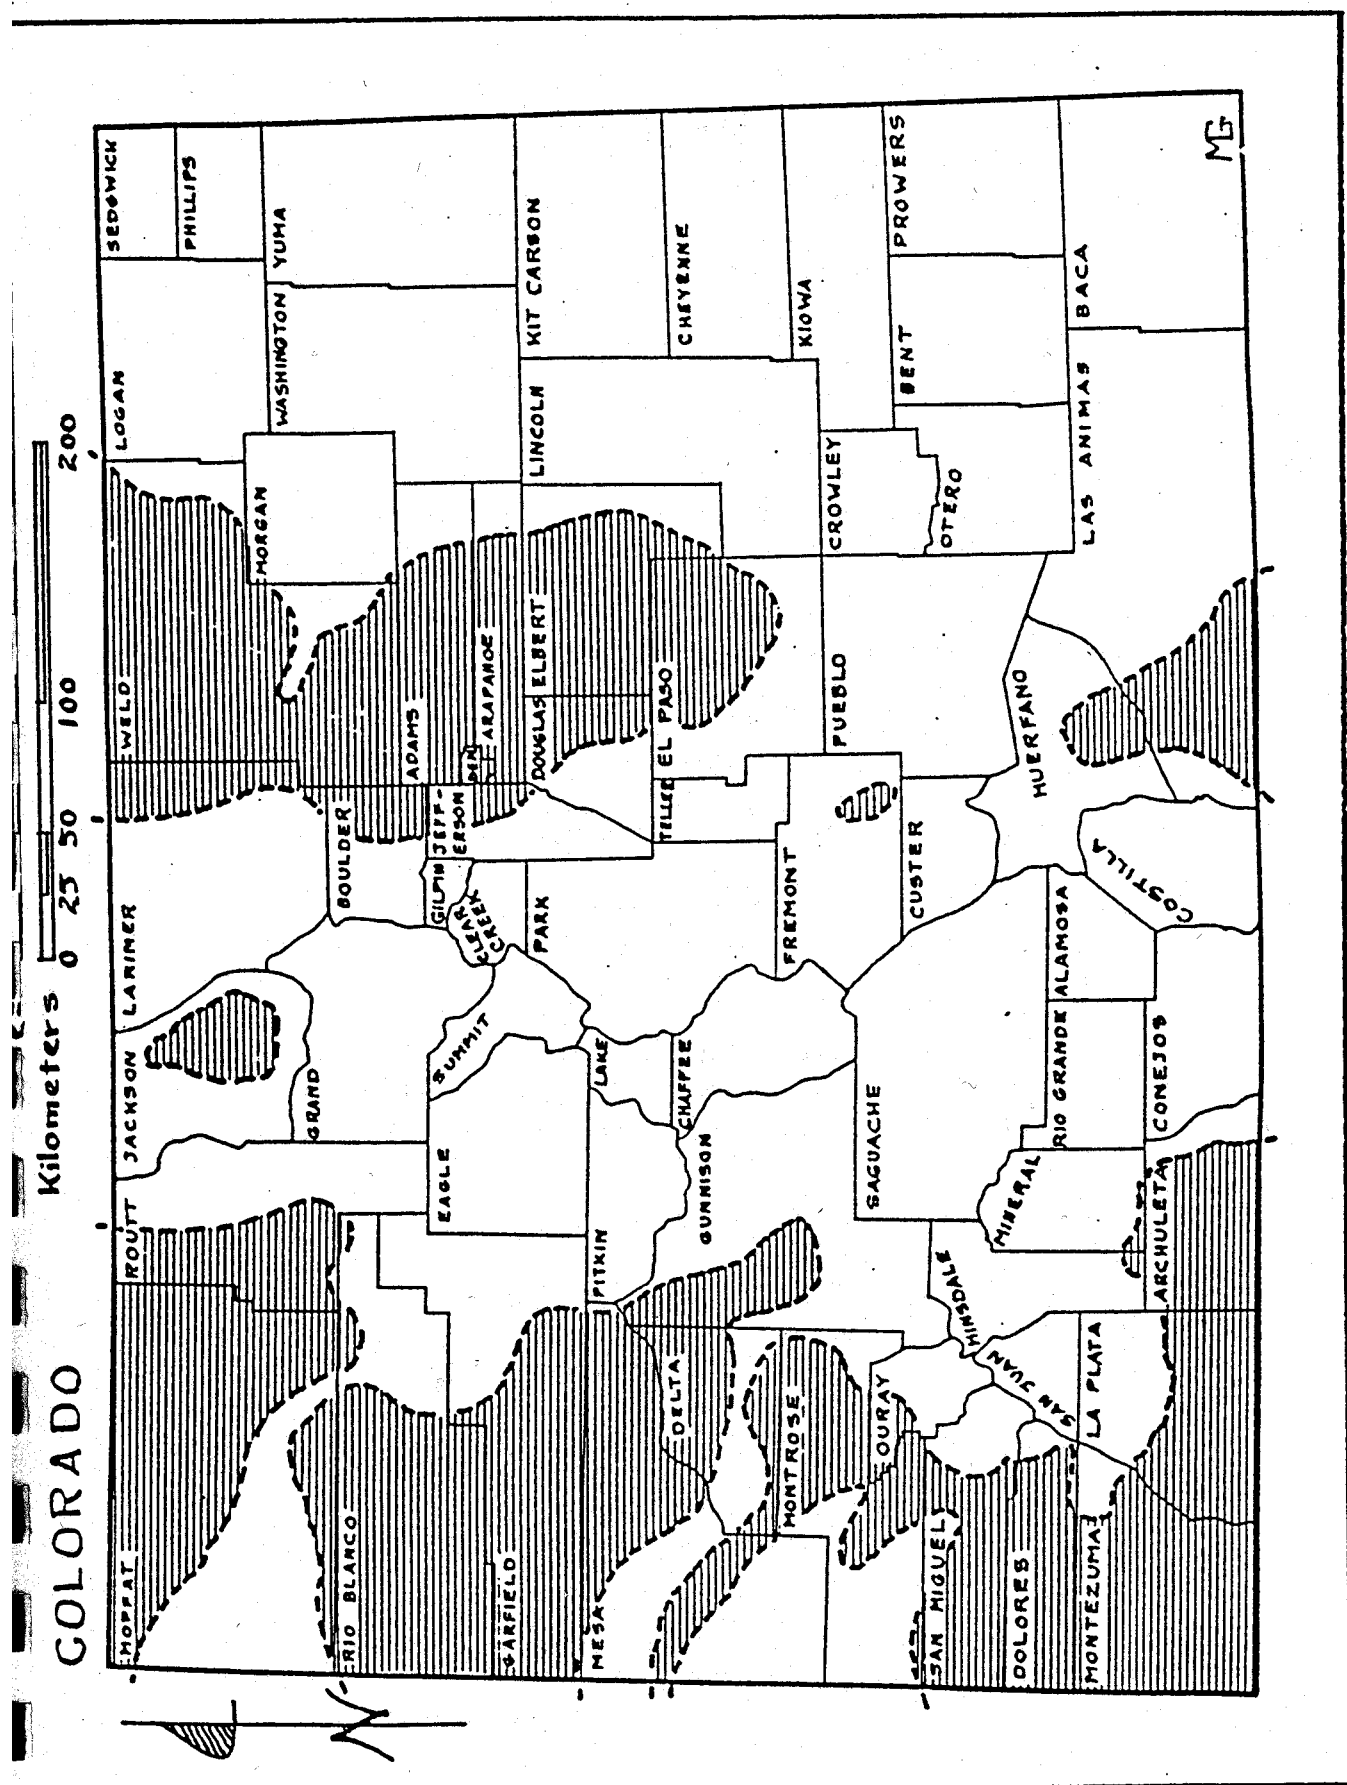 COLORADO
Kilometers 0 25 50 100 200
MOFFAT
ROUTT
JACKSON
LARIMER
WELD
LOGAN
SEDGWICK
PHILLIPS
MORGAN
WASHINGTON
YUMA
RIO BLANCO
GRAND
BOULDER
ADAMS
GILPIN
JEFF-
ERSON
CLEAR
CREEK
DEN
ARAPAHOE
GARFIELD
EAGLE
SUMMIT
PARK
DOUGLAS
ELBERT
LINCOLN
KIT CARSON
MESA
PITKIN
LAKE
TELLER
EL PASO
CHEYENNE
DELTA
GUNNISON
CHAFFEE
FREMONT
PUEBLO
CROWLEY
KIOWA
MONTROSE
OURAY
SAGUACHE
CUSTER
OTERO
BENT
PROWERS
SAN MIGUEL
HINSDALE
MINERAL
RIO GRANDE
ALAMOSA
HUERFANO
DOLORES
SAN JUAN
LA PLATA
MONTEZUMA
ARCHULETA
CONEJOS
COSTILLA
LAS ANIMAS
BACA
MG